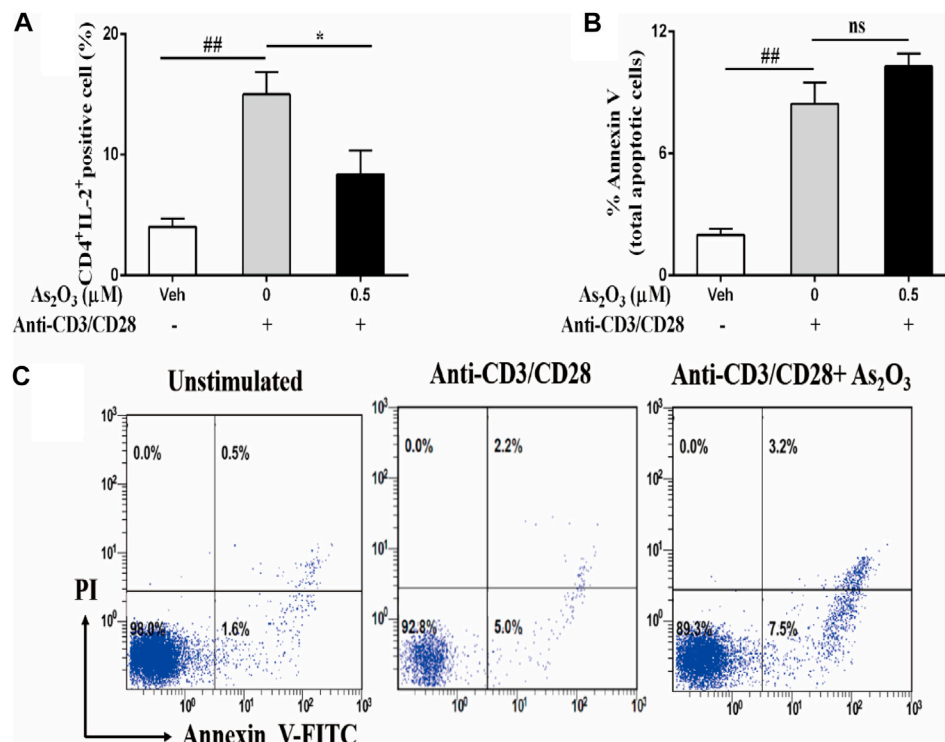 A
CD4⁺IL-2⁺positive cell (%)
20
10
0
##
*
As₂O₃ (µM) Veh 0 0.5
Anti-CD3/CD28 - + +
B
% Annexin V
(total apoptotic cells)
12
6
0
##
ns
As₂O₃ (µM) Veh 0 0.5
Anti-CD3/CD28 - + +
C
Unstimulated
10³
10²
10¹
10⁰
0.0% 0.5%
98.0% 1.6%
10⁰ 10¹ 10² 10³
Anti-CD3/CD28
10³
10²
10¹
10⁰
0.0% 2.2%
92.8% 5.0%
10⁰ 10¹ 10² 10³
Anti-CD3/CD28+ As₂O₃
10³
10²
10¹
10⁰
0.0% 3.2%
89.3% 7.5%
10⁰ 10¹ 10² 10³
PI
Annexin V-FITC